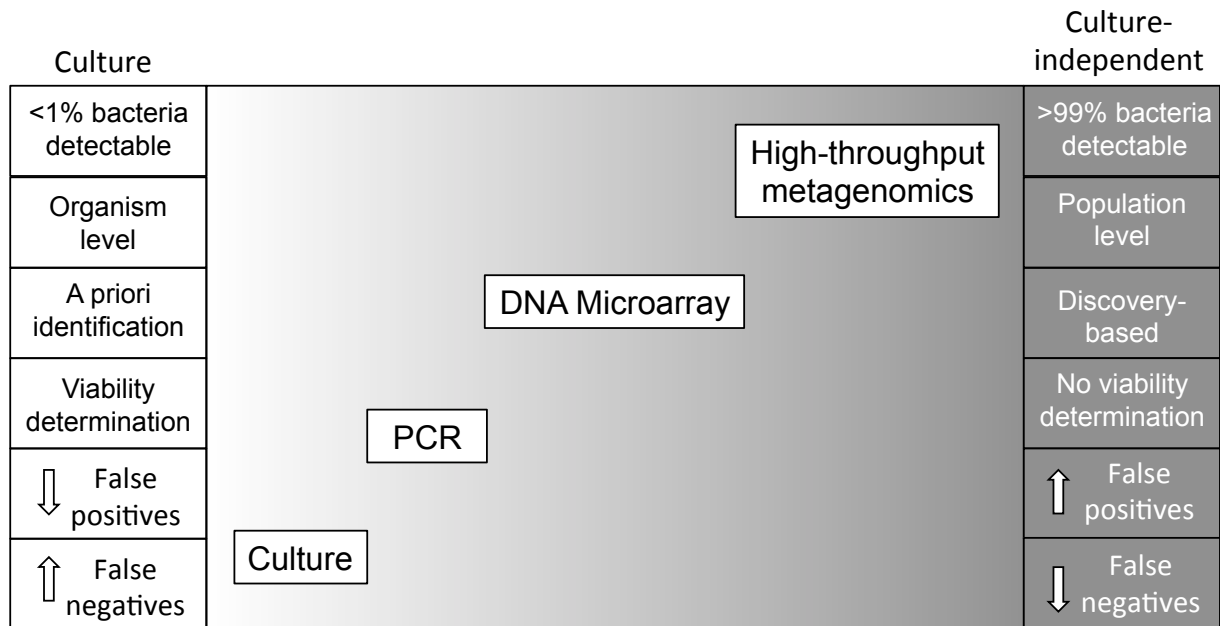 Culture
Culture-
independent
<1% bacteria
detectable
Organism
level
A priori
identification
Viability
determination
False
positives
False
negatives
High-throughput
metagenomics
DNA Microarray
PCR
Culture
>99% bacteria
detectable
Population
level
Discovery-
based
No viability
determination
False
positives
False
negatives